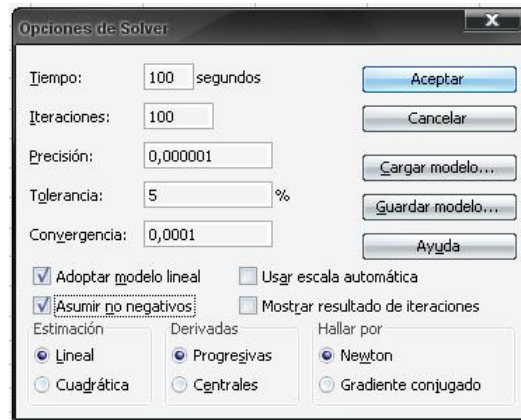 Opciones de Solver
X
Tiempo: 100 segundos
Aceptar
Iteraciones: 100
Cancelar
Precisión: 0,000001
Cargar modelo...
Tolerancia: 5 %
Guardar modelo...
Convergencia: 0,0001
Ayuda
Adoptar modelo lineal
Usar escala automática
Asumir no negativos
Mostrar resultado de iteraciones
Estimación
Derivadas
Hallar por
Lineal
Progresivas
Newton
Cuadrática
Centrales
Gradiente conjugado